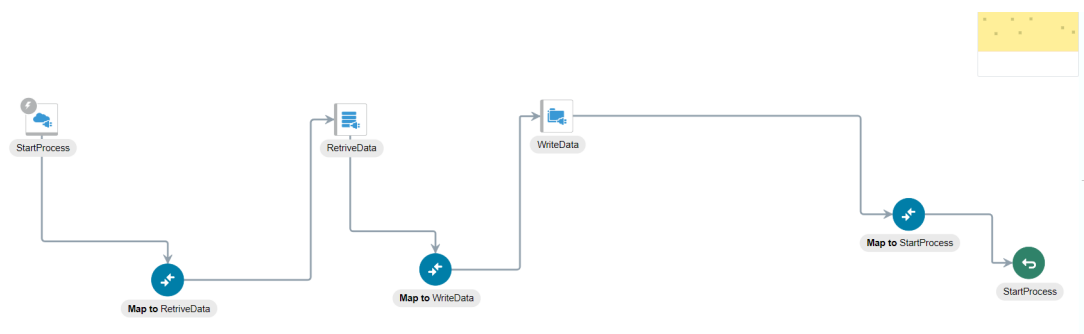 StartProcess
RetriveData
WriteData
Map to StartProcess
StartProcess
Map to WriteData
Map to RetriveData